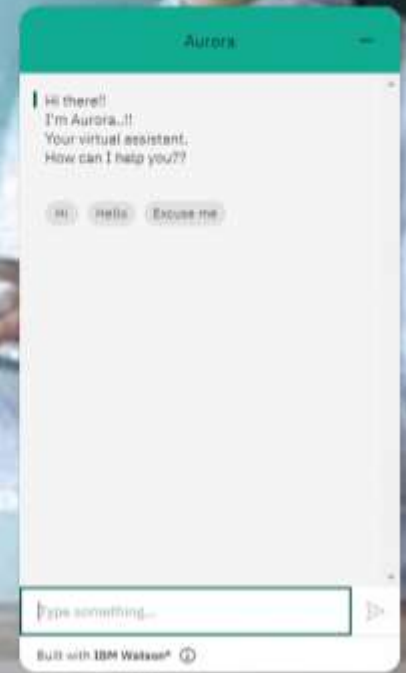 Aurora
Hi there!!
I'm Aurora..!!
Your virtual assistant.
How can I help you??
Hi Hello Excuse me
Type something...
Built with IBM Watson®